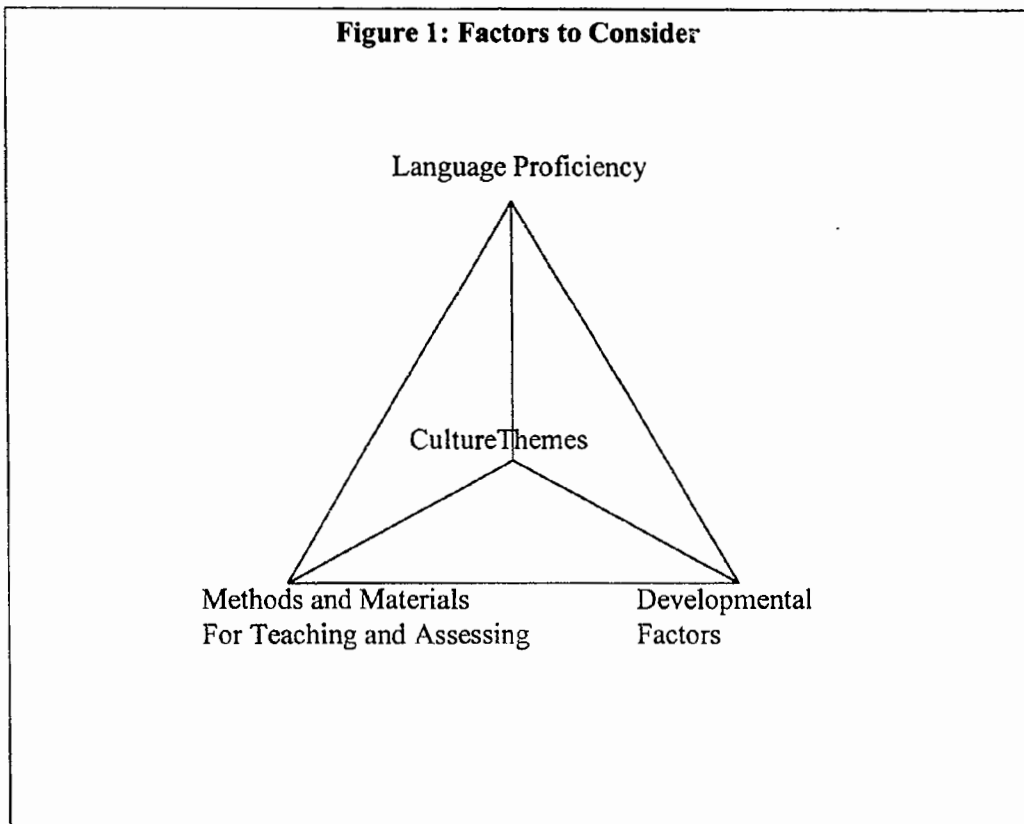 Figure 1: Factors to Consider
Language Proficiency
CultureThemes
Methods and Materials
For Teaching and Assessing
Developmental
Factors